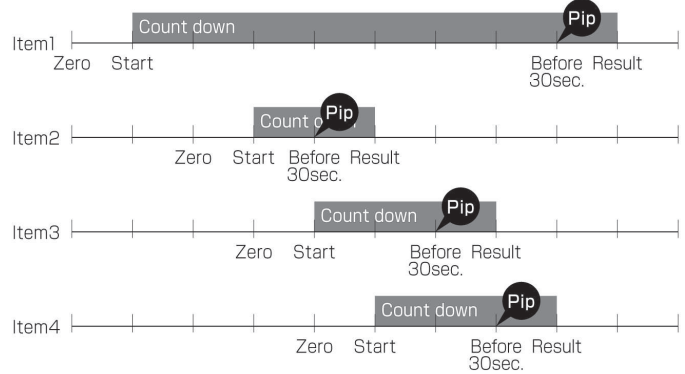 Pip
Count down
Item1
Zero Start Before Result
30sec.
Pip
Count
Item2
Zero Start Before Result
30sec.
Pip
Count down
Item3
Zero Start Before Result
30sec.
Pip
Count down
Item4
Zero Start Before Result
30sec.